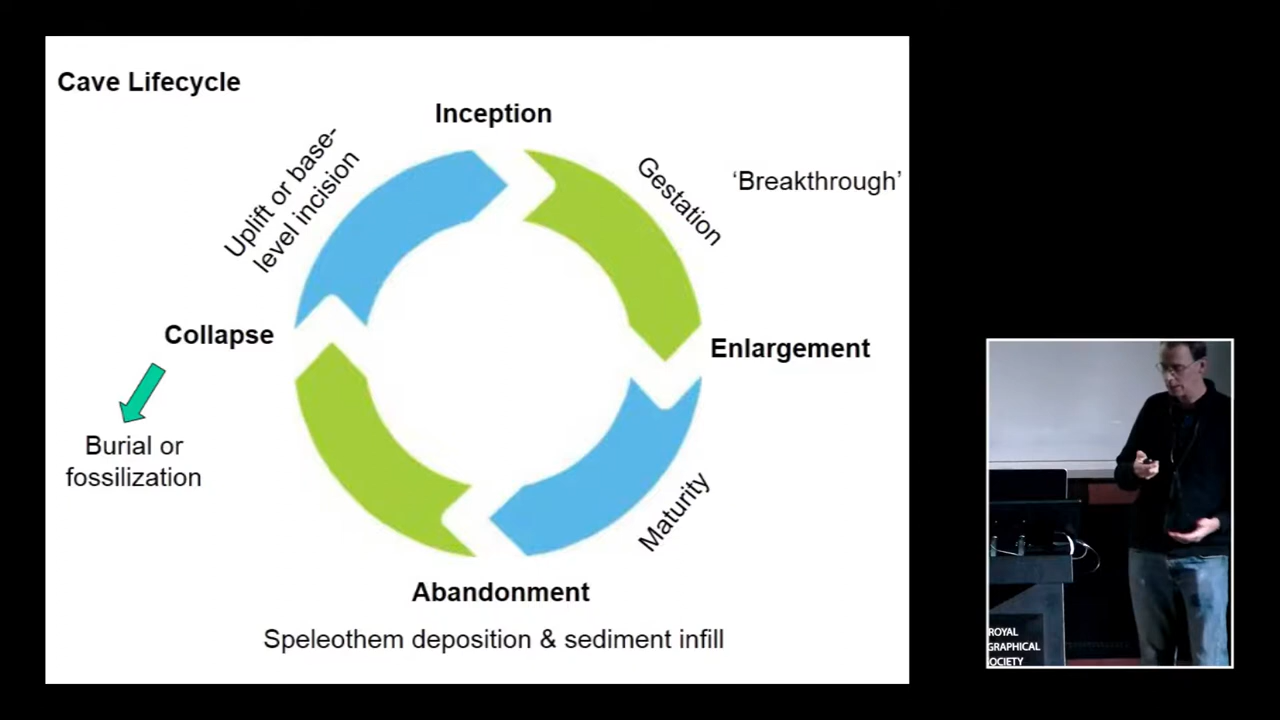 Cave Lifecycle
Inception
Uplift or base-
level incision
Gestation
‘Breakthrough’
Collapse
Enlargement
Burial or
fossilization
Maturity
Abandonment
Speleothem deposition & sediment infill
ROYAL
GRAPHICAL
OCIETY